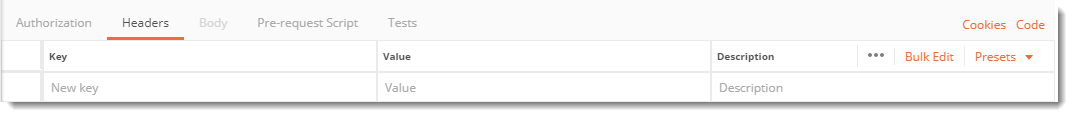 Authorization Headers Body Pre-request Script Tests Cookies Code
Key Value Description ••• Bulk Edit Presets
New key Value Description